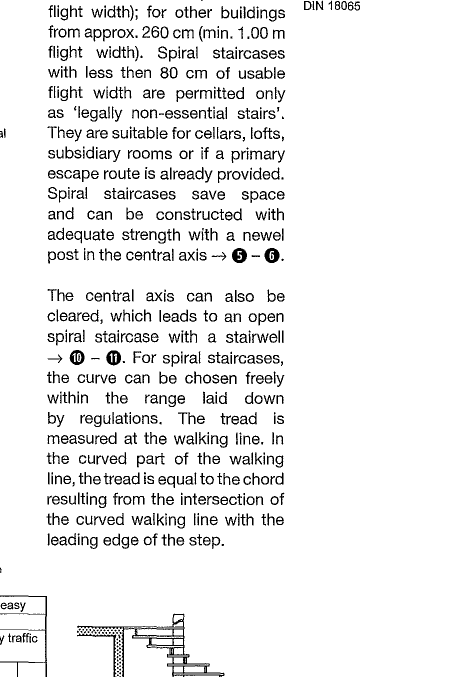 flight width); for other buildings
from approx. 260 cm (min. 1.00 m
flight width). Spiral staircases
with less then 80 cm of usable
flight width are permitted only
as ‘legally non-essential stairs’.
They are suitable for cellars, lofts,
subsidiary rooms or if a primary
escape route is already provided.
Spiral staircases save space
and can be constructed with
adequate strength with a newel
post in the central axis → ❺ – ❻.
The central axis can also be
cleared, which leads to an open
spiral staircase with a stairwell
→ ❿ – ⓫. For spiral staircases,
the curve can be chosen freely
within the range laid down
by regulations. The tread is
measured at the walking line. In
the curved part of the walking
line, the tread is equal to the chord
resulting from the intersection of
the curved walking line with the
leading edge of the step.
DIN 18065
easy
traffic